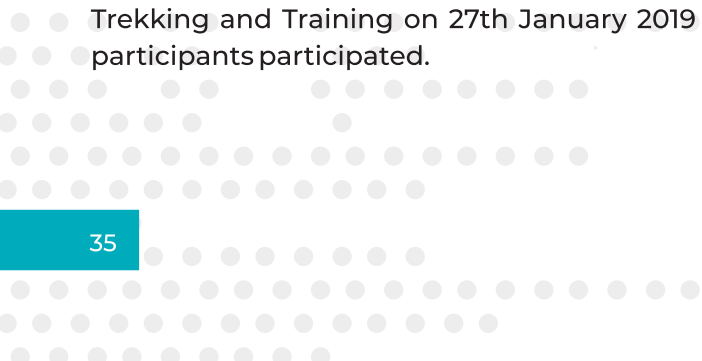 Trekking and Training on 27th January 2019
participants participated.
35